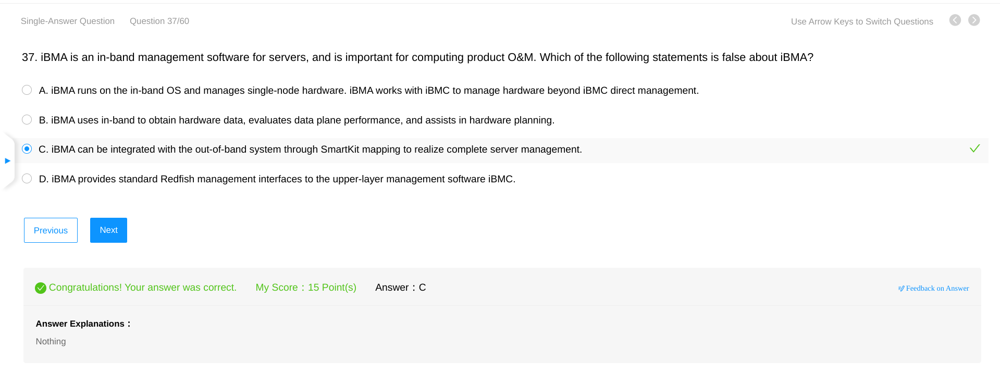 Single-Answer Question Question 37/60 Use Arrow Keys to Switch Questions
37. iBMA is an in-band management software for servers, and is important for computing product O&M. Which of the following statements is false about iBMA?
A. iBMA runs on the in-band OS and manages single-node hardware. iBMA works with iBMC to manage hardware beyond iBMC direct management.
B. iBMA uses in-band to obtain hardware data, evaluates data plane performance, and assists in hardware planning.
C. iBMA can be integrated with the out-of-band system through SmartKit mapping to realize complete server management.
D. iBMA provides standard Redfish management interfaces to the upper-layer management software iBMC.
Previous Next
Congratulations! Your answer was correct. My Score：15 Point(s) Answer：C Feedback on Answer
Answer Explanations：
Nothing